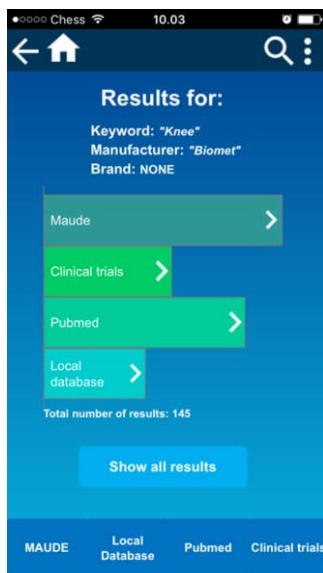 Chess 10.03
Results for:
Keyword: "Knee"
Manufacturer: "Biomet"
Brand: NONE
Maude
Clinical trials
Pubmed
Local
database
Total number of results: 145
Show all results
MAUDE Local Database Pubmed Clinical trials